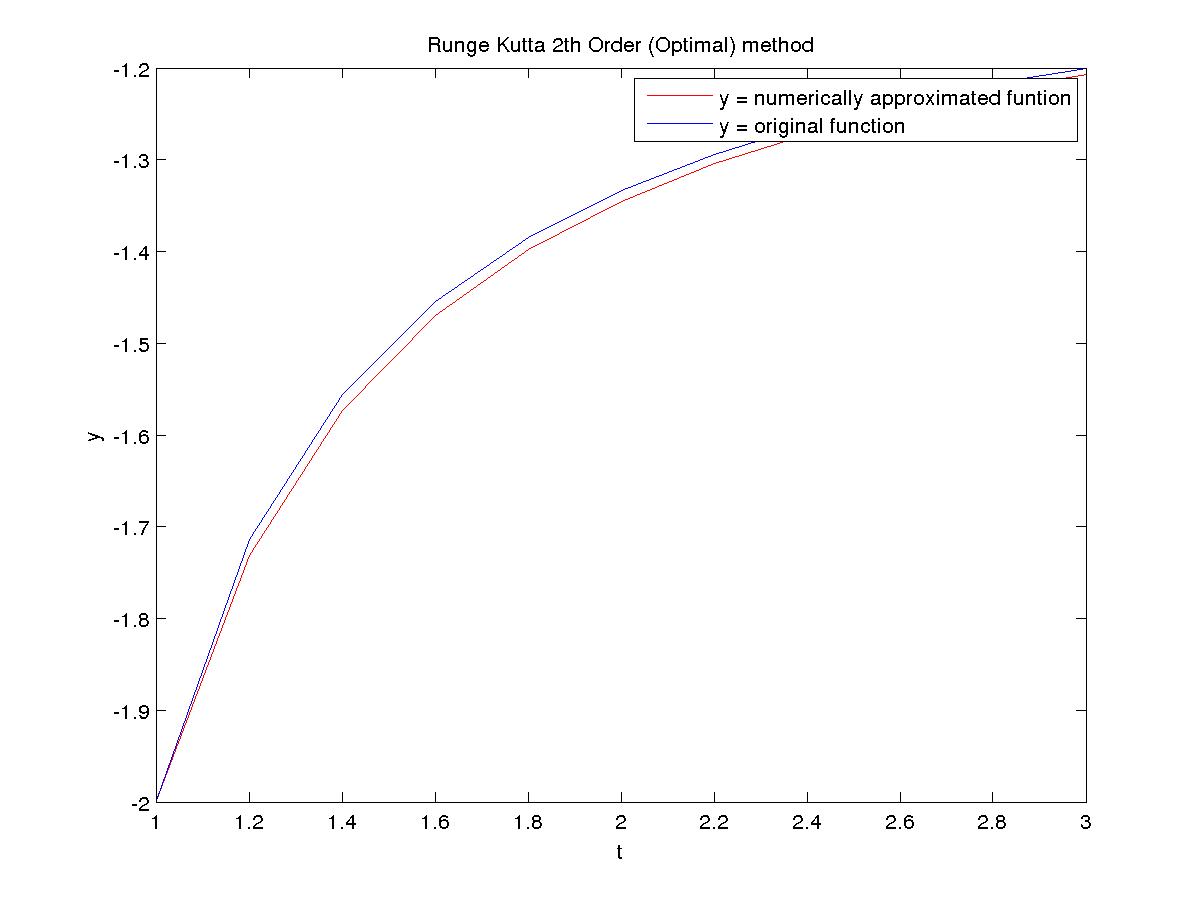 Runge Kutta 2th Order (Optimal) method
y = numerically approximated funtion
y = original function
-1.2
-1.3
-1.4
-1.5
-1.6
-1.7
-1.8
-1.9
-2
y
1 1.2 1.4 1.6 1.8 2 2.2 2.4 2.6 2.8 3
t